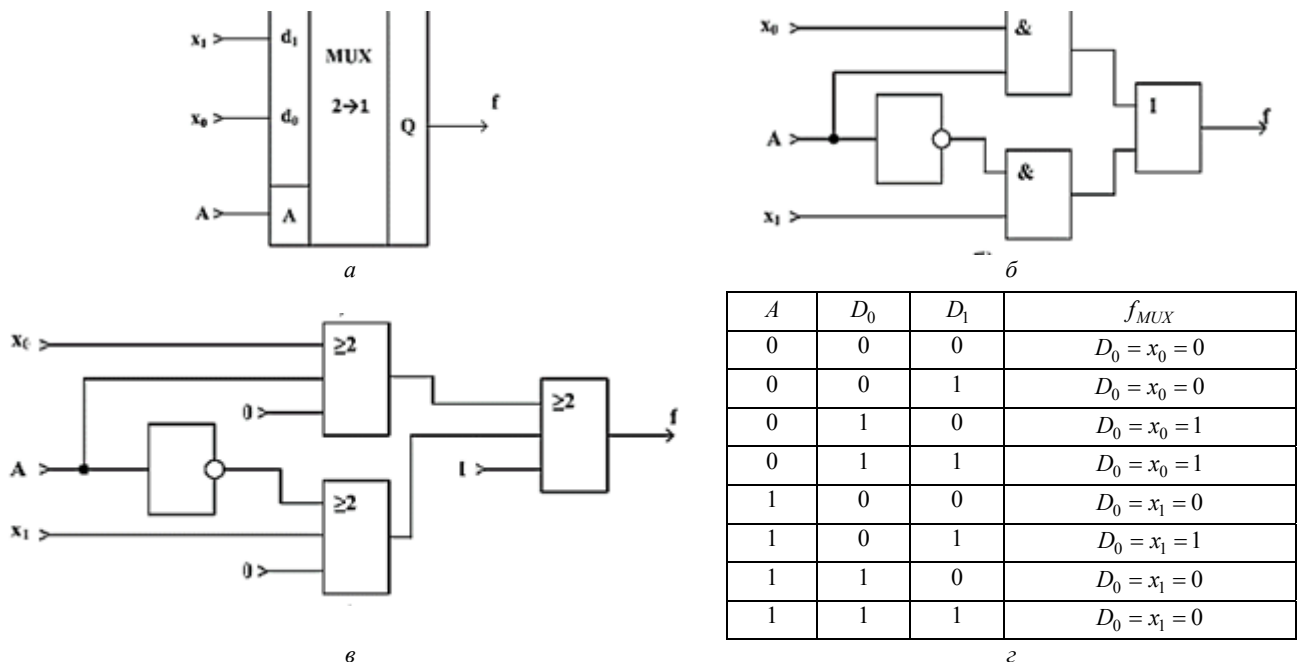 x₁ d₁ MUX
2→1
x₀ d₀ Q f
A A
а
x₀ &
A 1 f
&
x₁
б
x₀ ≥2
0 ≥2 f
A 1
≥2
x₁
0
в
A D₀ D₁ f_MUX
0 0 0 D₀ = x₀ = 0
0 0 1 D₀ = x₀ = 0
0 1 0 D₀ = x₀ = 1
0 1 1 D₀ = x₀ = 1
1 0 0 D₀ = x₁ = 0
1 0 1 D₀ = x₁ = 1
1 1 0 D₀ = x₁ = 0
1 1 1 D₀ = x₁ = 0
г